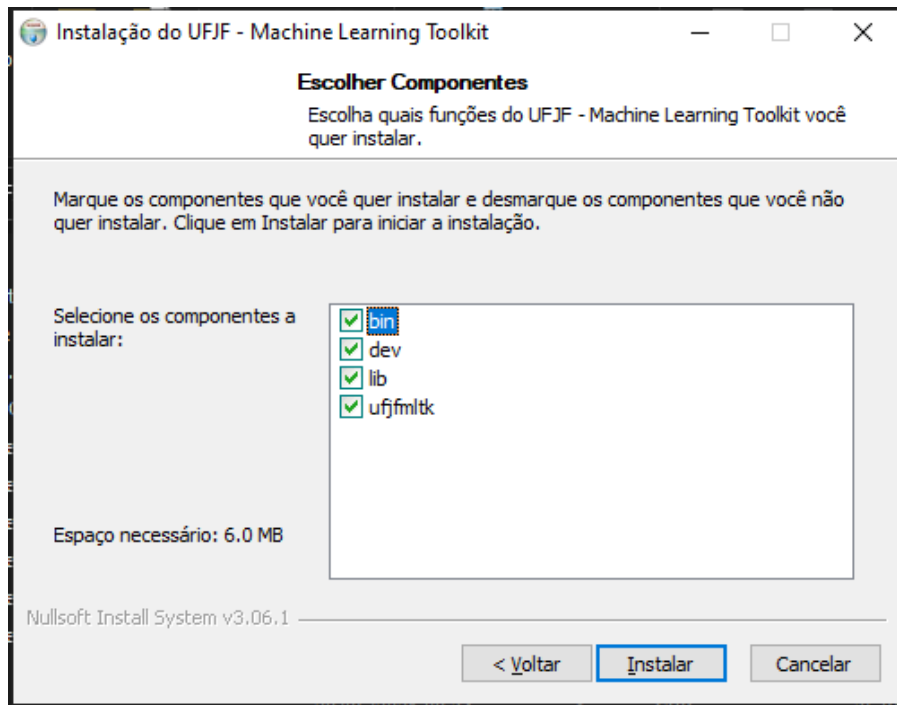 Instalação do UFJF - Machine Learning Toolkit
Escolher Componentes
Escolha quais funções do UFJF - Machine Learning Toolkit você
quer instalar.
Marque os componentes que você quer instalar e desmarque os componentes que você não
quer instalar. Clique em Instalar para iniciar a instalação.
Selecione os componentes a
instalar:
bin
dev
lib
ufjfmltk
Espaço necessário: 6.0 MB
Nullsoft Install System v3.06.1
< Voltar
Instalar
Cancelar